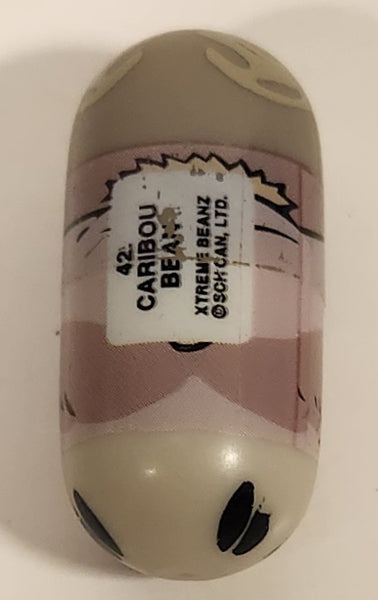 42.
CARIBOU
BEAN
XTREME BEANZ
©SCH CAN, LTD.